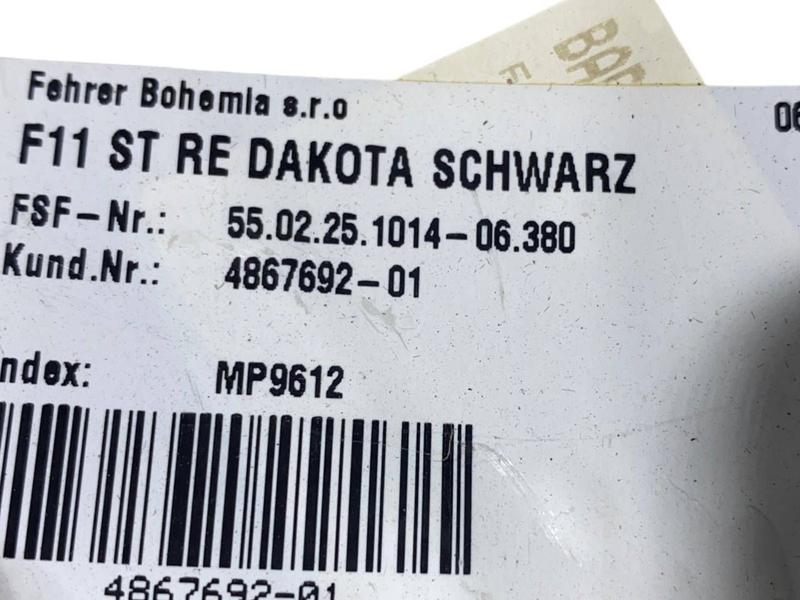 06
Fehrer Bohemia s.r.o
F11 ST RE DAKOTA SCHWARZ
FSF-Nr.: 55.02.25.1014-06.380
Kund.Nr.: 4867692-01
ndex: MP9612
4867692-01